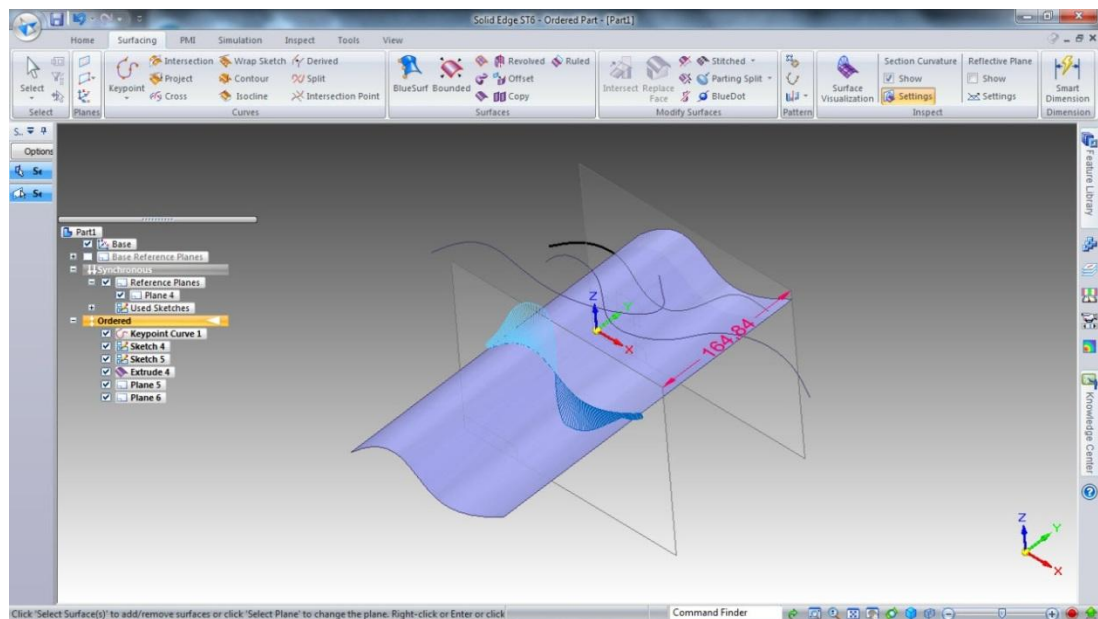 Solid Edge ST6 - Ordered Part - [Part1]
Home Surfacing PMI Simulation Inspect Tools View
Select
Select
Planes
Keypoint
Intersection Wrap Sketch Derived
Project Contour Split
Cross Isocline Intersection Point
Curves
BlueSurf Bounded
Revolved Ruled
Offset
Copy
Surfaces
Intersect Replace Face
Stitched
Parting Split
BlueDot
Modify Surfaces
Pattern
Surface Visualization
Section Curvature
Show
Settings
Reflective Plane
Show
Settings
Inspect
Smart Dimension
Dimension
S..
Options
Se
Se
Part1
Base
Base Reference Planes
Synchronous
Reference Planes
Plane 4
Used Sketches
Ordered
Keypoint Curve 1
Sketch 4
Sketch 5
Extrude 4
Plane 5
Plane 6
Z
Y
X
164,84
Z
Y
X
Feature Library
Knowledge Center
Click 'Select Surface(s)' to add/remove surfaces or click 'Select Plane' to change the plane. Right-click or Enter or click
Command Finder